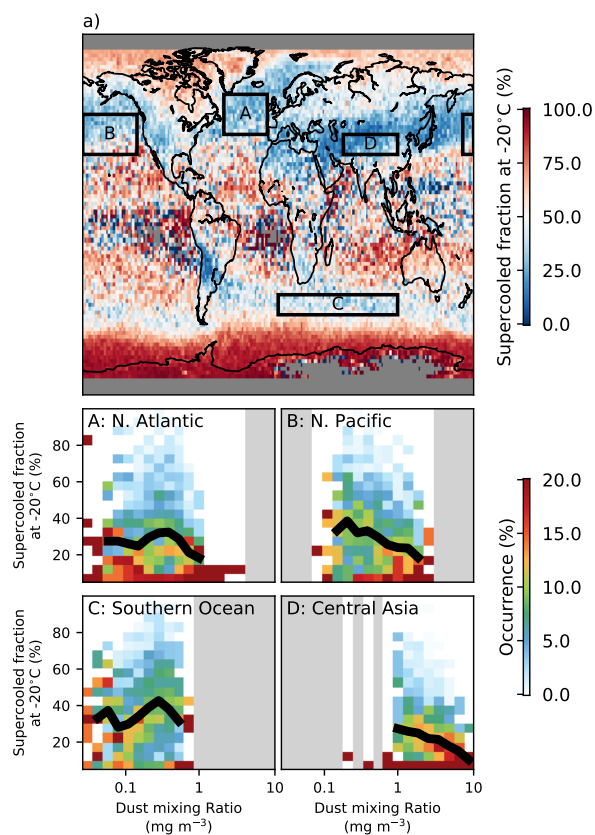 a)
A
B
D
C
Supercooled fraction at -20°C (%)
100.0
75.0
50.0
25.0
0.0
A: N. Atlantic
B: N. Pacific
Supercooled fraction
at -20°C (%)
80
60
40
20
C: Southern Ocean
D: Central Asia
Supercooled fraction
at -20°C (%)
80
60
40
20
0.1
1
10
0.1
1
10
Dust mixing Ratio
(mg m⁻³)
Dust mixing Ratio
(mg m⁻³)
Occurrence (%)
20.0
15.0
10.0
5.0
0.0